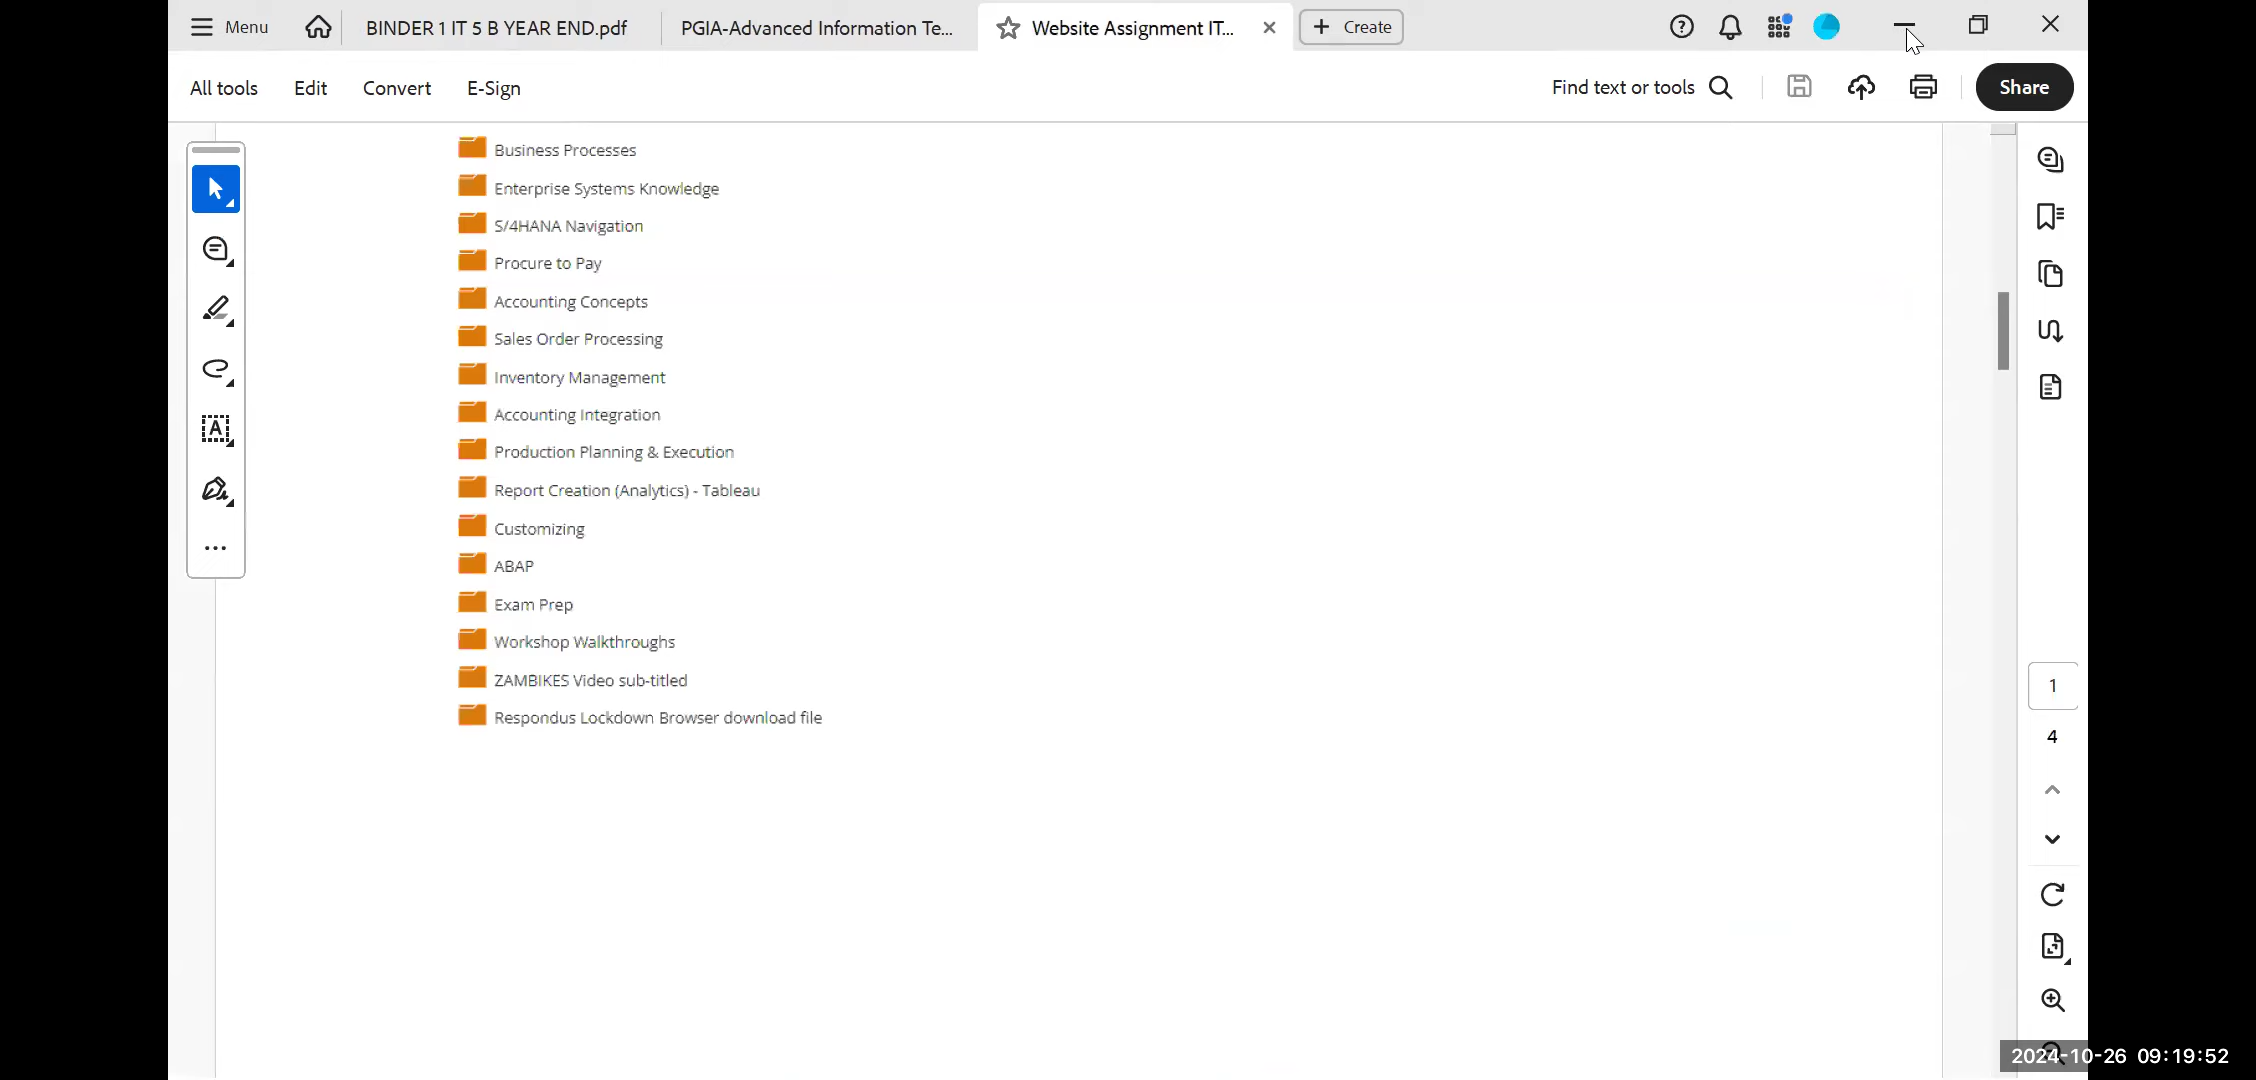 Menu
BINDER 1 IT 5 B YEAR END.pdf
PGIA-Advanced Information Te...
Website Assignment IT...
Create
All tools
Edit
Convert
E-Sign
Find text or tools
Share
Business Processes
Enterprise Systems Knowledge
S/4HANA Navigation
Procure to Pay
Accounting Concepts
Sales Order Processing
Inventory Management
Accounting Integration
Production Planning & Execution
Report Creation (Analytics) - Tableau
Customizing
ABAP
Exam Prep
Workshop Walkthroughs
ZAMBIKES Video sub-titled
Respondus Lockdown Browser download file
1
4
2024-10-26 09:19:52